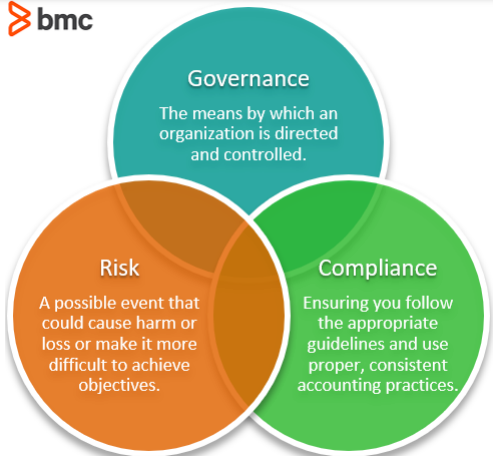 bmc
Governance
The means by which an
organization is directed
and controlled.
Risk
A possible event that
could cause harm or
loss or make it more
difficult to achieve
objectives.
Compliance
Ensuring you follow
the appropriate
guidelines and use
proper, consistent
accounting practices.